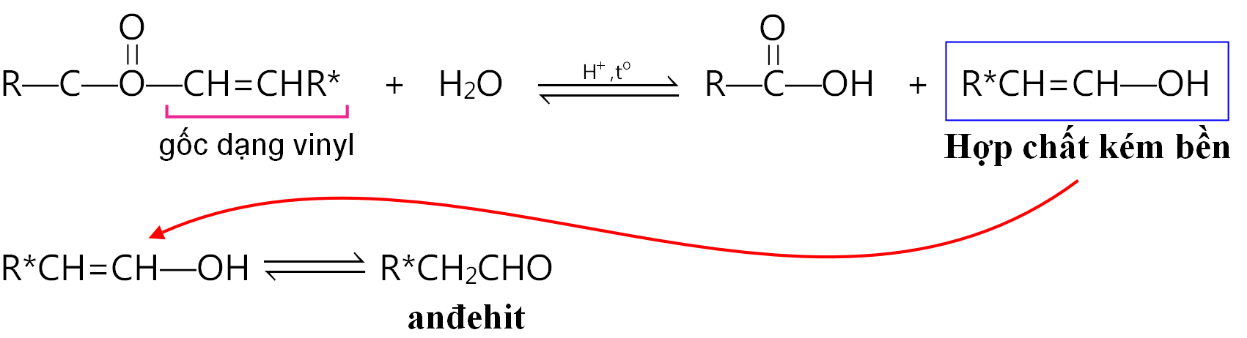 O O
R—C—O—CH=CHR* + H₂O H⁺,t° R—C—OH + R*CH=CH—OH
gốc dạng vinyl Hợp chất kém bền
R*CH=CH—OH R*CH₂CHO
anđehit